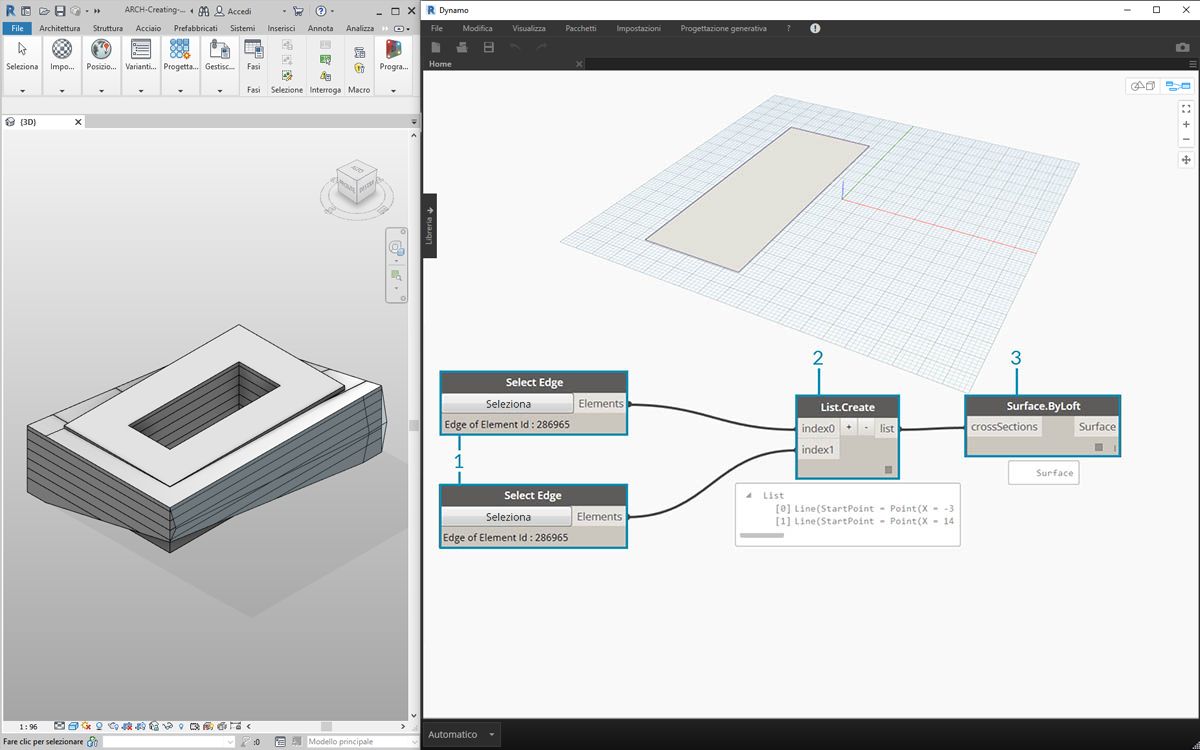 ARCH-Creating-...
Accedi
File Architettura Struttura Acciaio Prefabbricati Sistemi Inserisci Annota Analizza
Seleziona Impo... Posizio... Varianti... Progetta... Gestisc... Fasi Progra...
Fasi Selezione Interroga Macro
{3D}
1 : 96
Fare clic per selezionare
:0
Modello principale
Dynamo
File Modifica Visualizza Pacchetti Impostazioni Progettazione generativa ?
Home
Libreria
1
2
3
Select Edge
Seleziona
Elements
Edge of Element Id : 286965
Select Edge
Seleziona
Elements
Edge of Element Id : 286965
List.Create
index0 + - list
index1
List
[0] Line(StartPoint = Point(X = -3
[1] Line(StartPoint = Point(X = 14
Surface.ByLoft
crossSections Surface
Surface
Automatico